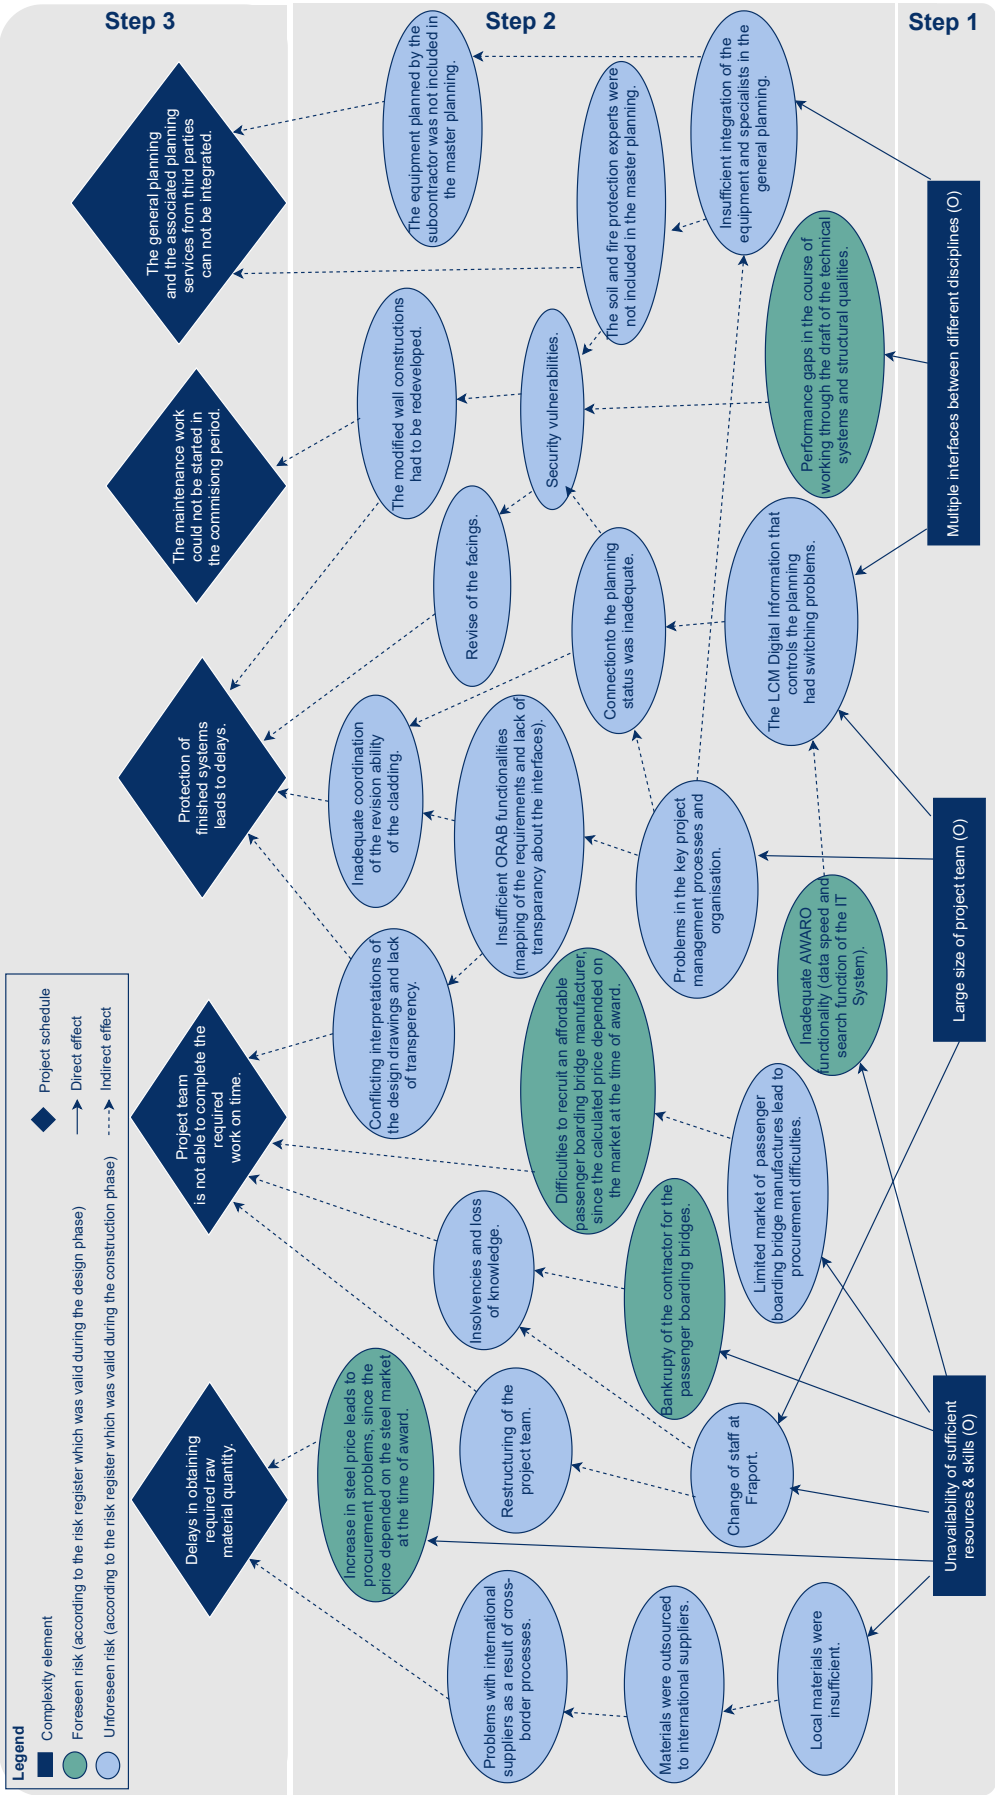 Step 3
Step 2
Step 1
Legend
Complexity element
Foreseen risk (according to the risk register which was valid during the design phase)
Unforeseen risk (according to the risk register which was valid during the construction phase)
Project schedule
Direct effect
Indirect effect
Delays in obtaining
required raw
material quantity.
Project team
is not able to complete the
required
work on time.
Protection of
finished systems
leads to delays.
The maintenance work
could not be started in
the commisioing period.
The general planning
and the associated planning
services from third parties
can not be integrated.
Increase in steel price leads to
procurement problems, since the
price depended on the steel market
at the time of award.
Conflicting interpretations of
the design drawings and lack
of transperency.
Inadequate coordination
of the revision ability
of the cladding.
The modified wall constructions
had to be redeveloped.
The equipment planned by the
subcontractor was not included in
the master planning.
Problems with international
suppliers as a result of cross-
border processes.
Restructuring of the
project team.
Insolvencies and loss
of knowledge.
Difficulties to recruit an affordable
passenger boarding bridge manufacturer,
since the calculated price depended on
the market at the time of award.
Insufficient ORAB functionalities
(mapping of the requirements and lack of
transparency about the interfaces).
Revise of the facings.
Security vulnerabilities.
The soil and fire protection experts were
not included in the master planning.
Materials were outsourced
to international suppliers.
Bankrupty of the contractor for the
passenger boarding bridges.
Problems in the key project
management processes and
organisation.
Connectionto the planning
status was inadequate.
Insufficient integration of the
equipment and specialists in the
general planning.
Local materials were
insufficient.
Change of staff at
Fraport.
Limited market of passenger
boarding bridge manufactures lead to
procurement difficulties.
Inadequate AWARO
functionality (data speed and
search function of the IT
System).
The LCM Digital Information that
controls the planning
had switching problems.
Performance gaps in the course of
working through the draft of the technical
systems and structural qualities.
Unavailability of sufficient
resources & skills (O)
Large size of project team (O)
Multiple interfaces between different disciplines (O)